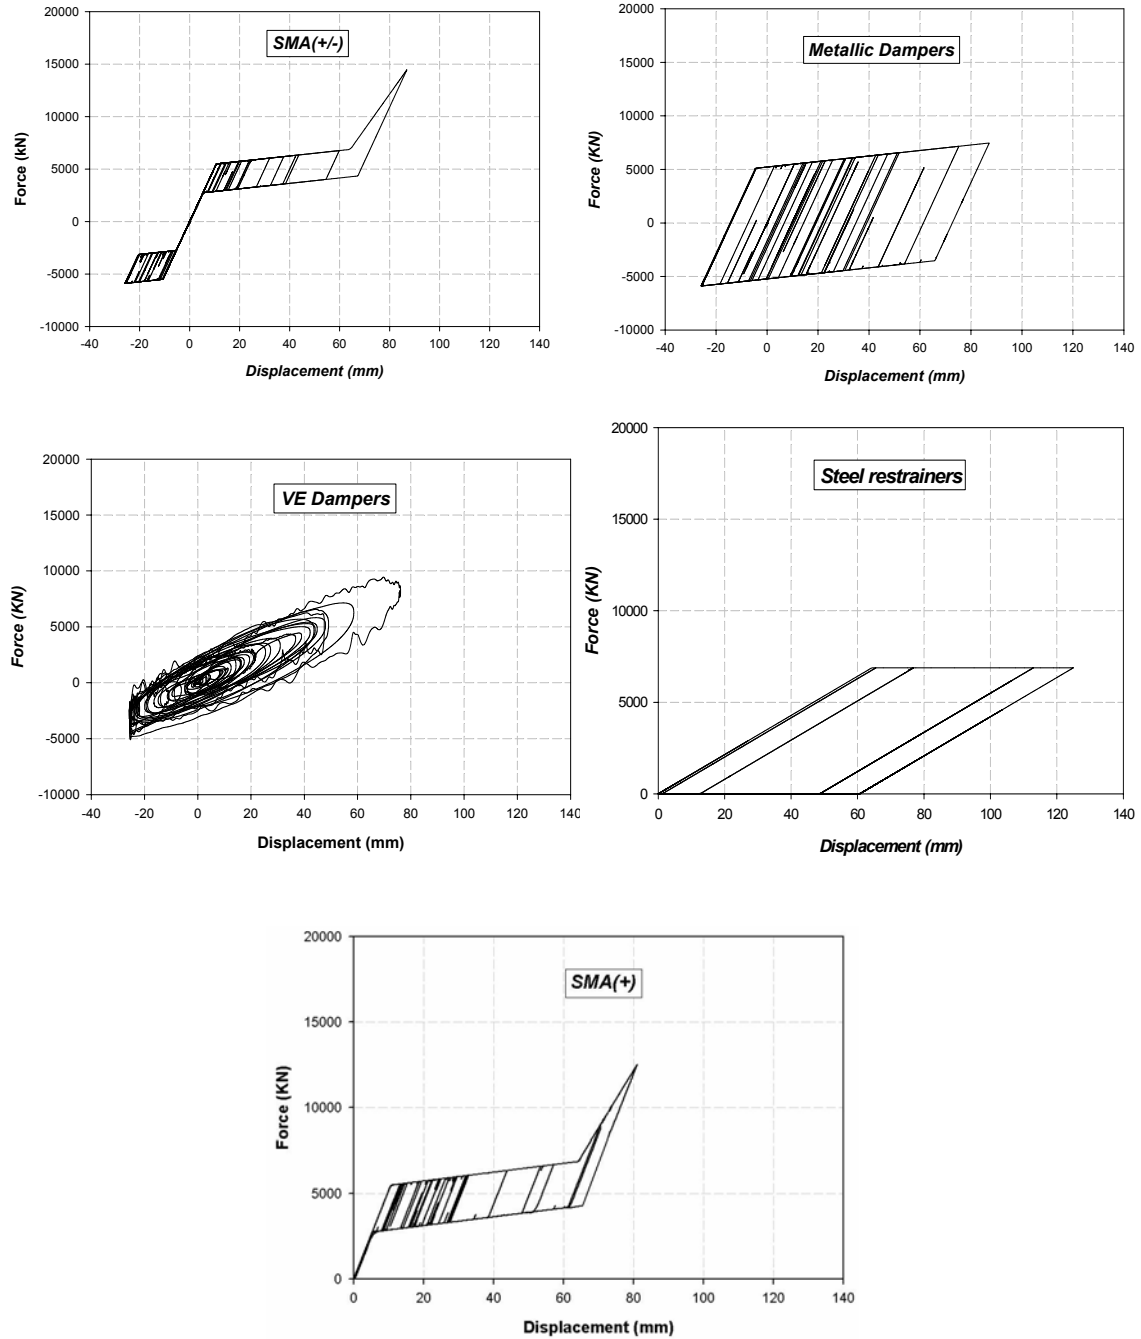 SMA(+/-)
20000
15000
10000
5000
0
-5000
-10000
-40 -20 0 20 40 60 80 100 120 140
Force (kN)
Displacement (mm)
Metallic Dampers
20000
15000
10000
5000
0
-5000
-10000
-40 -20 0 20 40 60 80 100 120 140
Force (KN)
Displacement (mm)
VE Dampers
20000
15000
10000
5000
0
-5000
-10000
-40 -20 0 20 40 60 80 100 120 140
Force (KN)
Displacement (mm)
Steel restrainers
20000
15000
10000
5000
0
0 20 40 60 80 100 120 140
Force (KN)
Displacement (mm)
SMA(+)
20000
15000
10000
5000
0
0 20 40 60 80 100 120 140
Force (KN)
Displacement (mm)